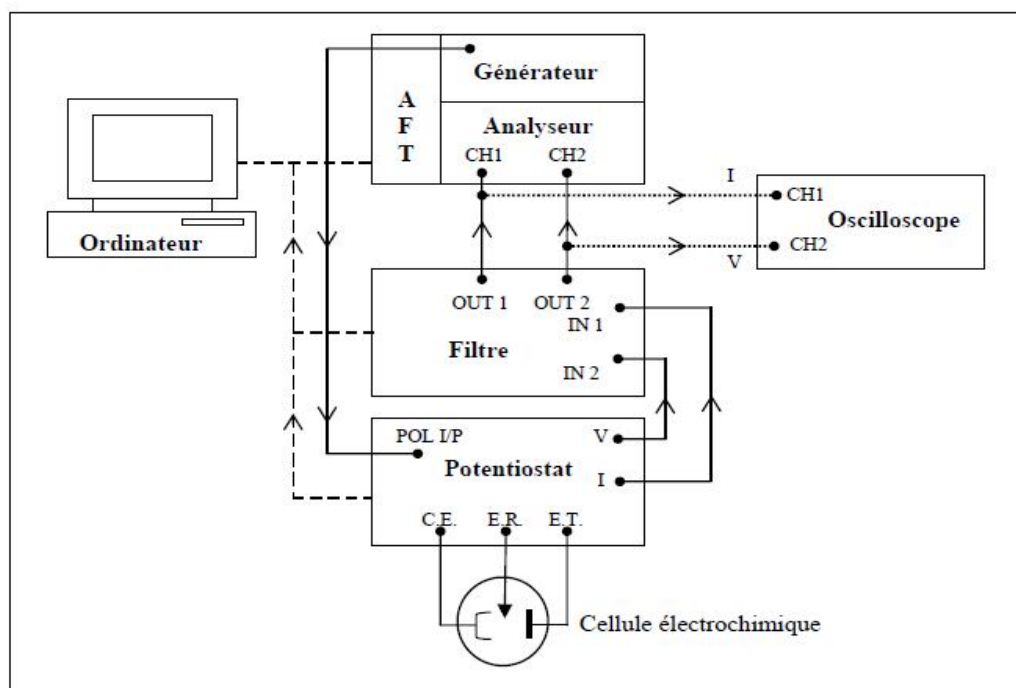 Générateur
A
F
T
Analyseur
CH1 CH2
I
CH1
Oscilloscope
CH2
V
Ordinateur
OUT 1 OUT 2
IN 1
Filtre
IN 2
POL I/P V
Potentiostat
I
C.E. E.R. E.T.
Cellule électrochimique